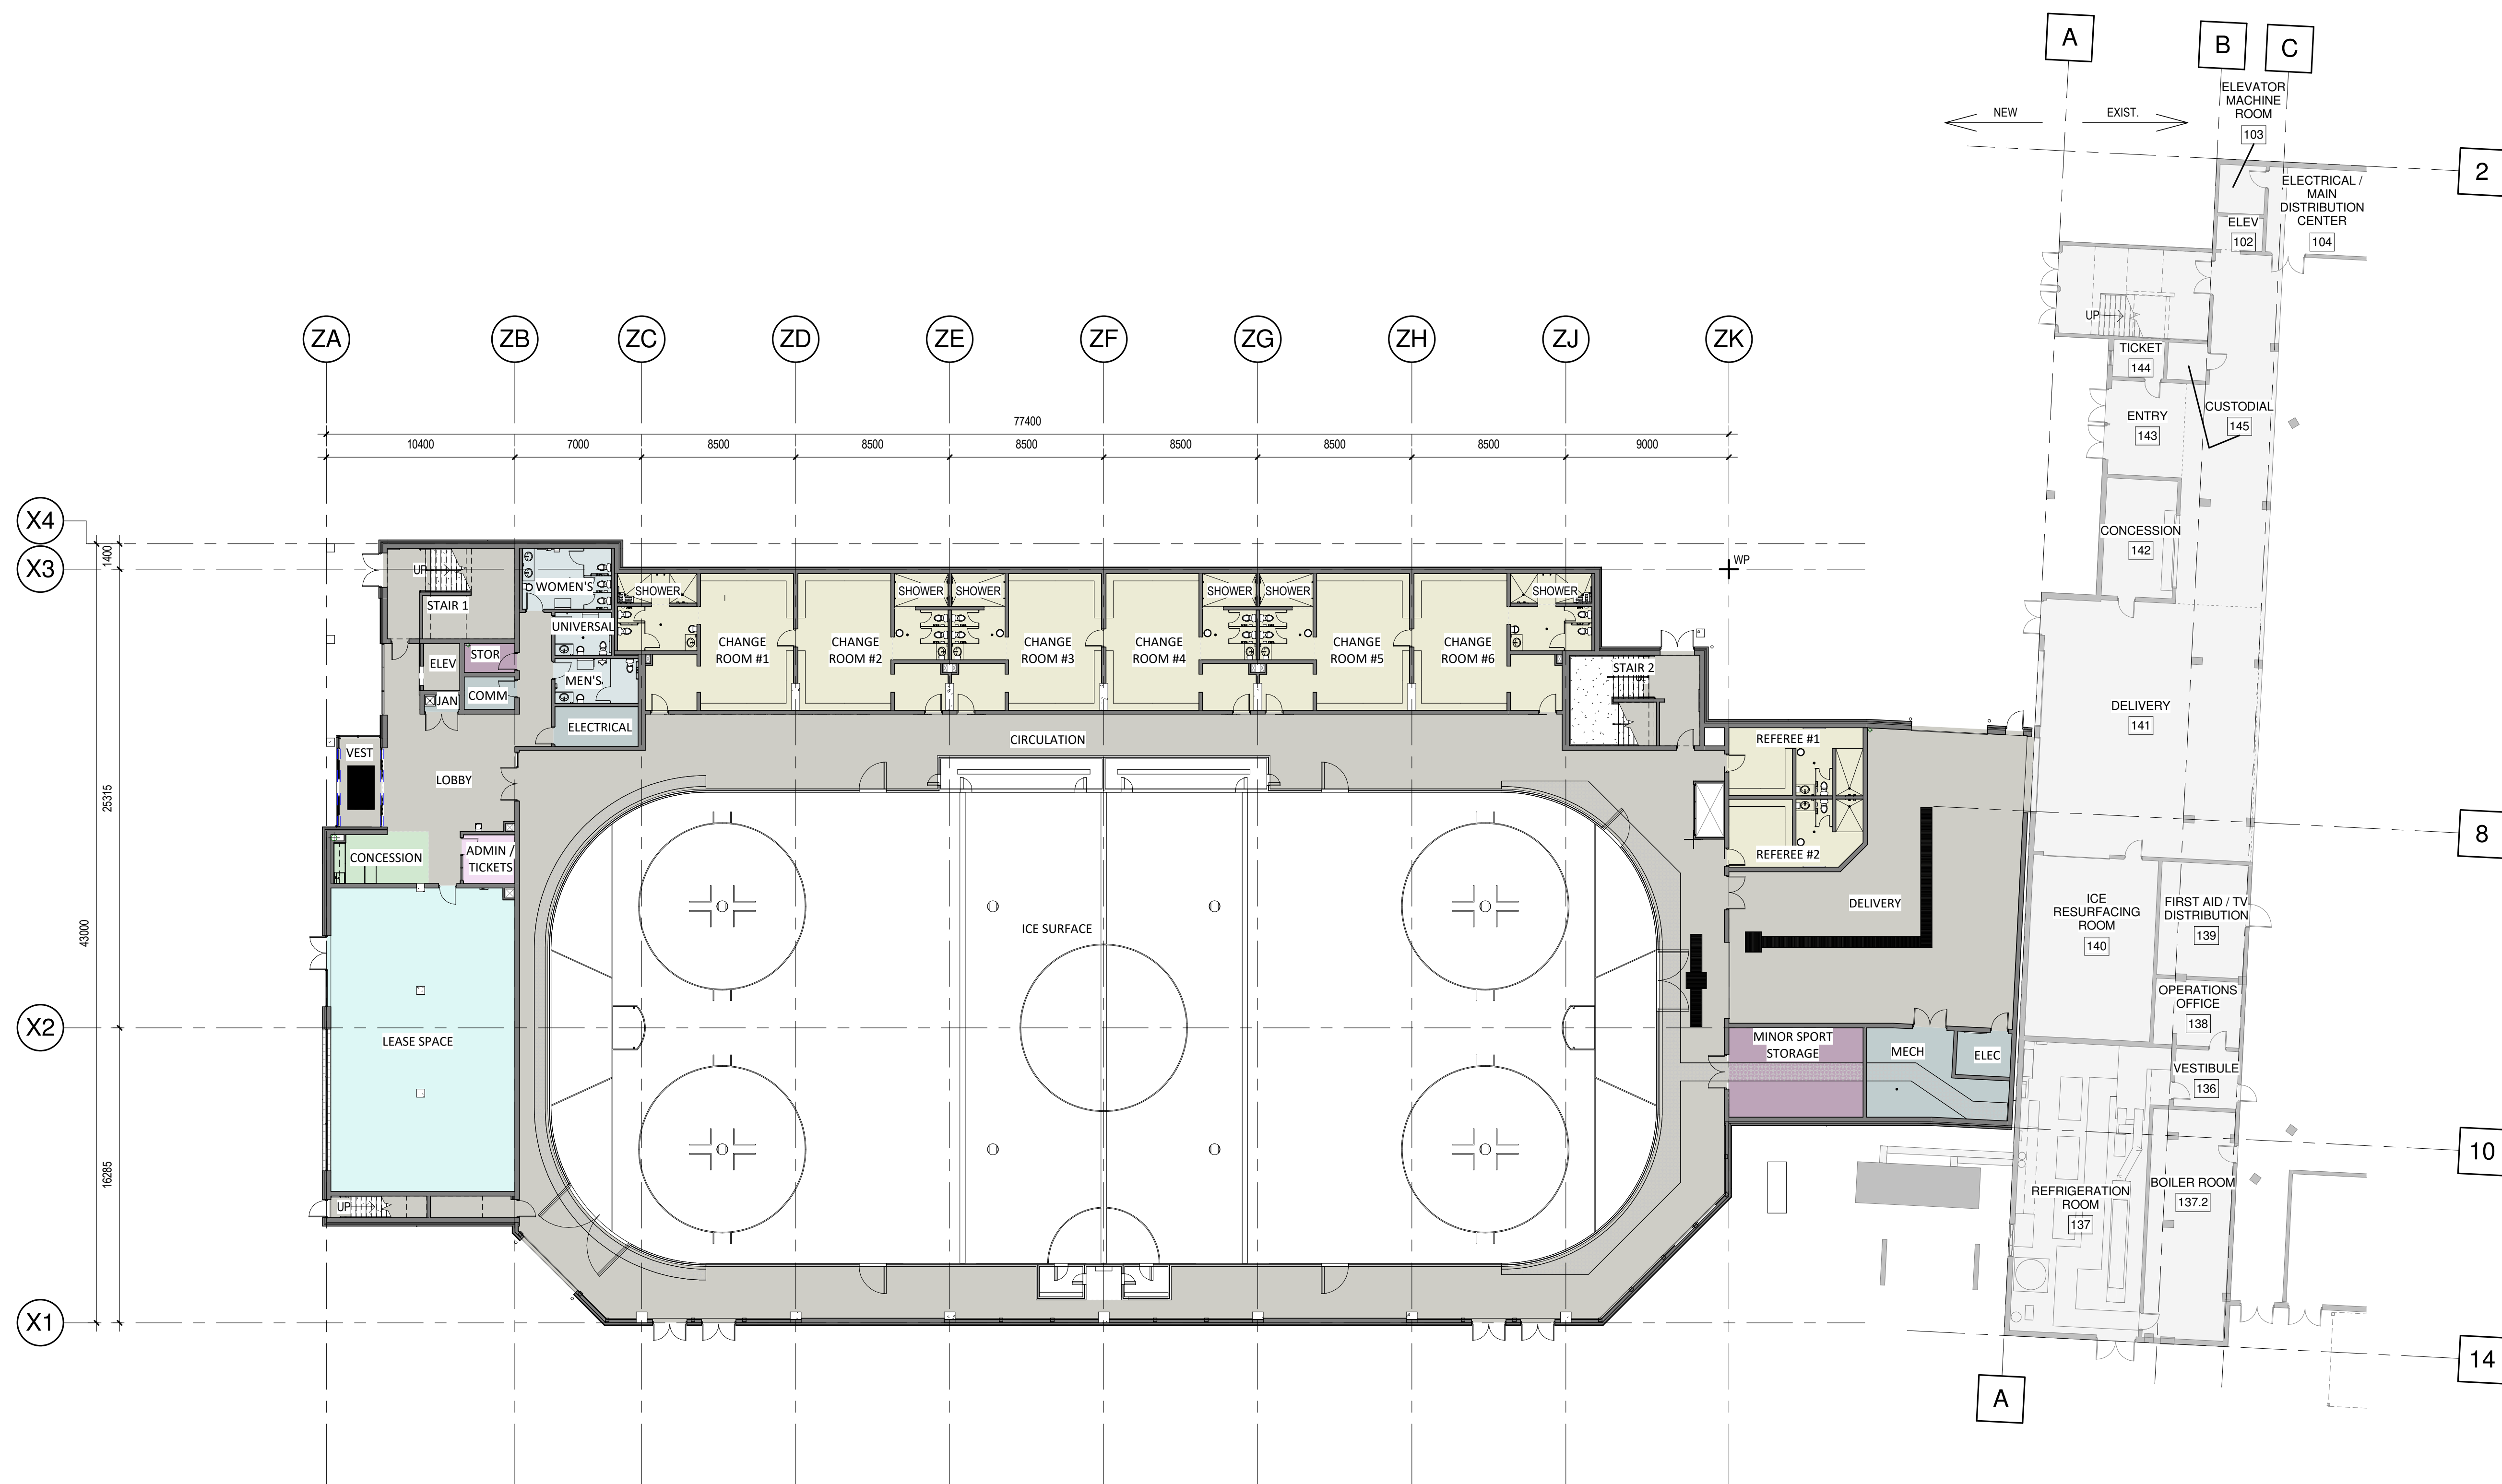 A
B
C
ELEVATOR
MACHINE
ROOM
103
NEW
EXIST.
2
ELECTRICAL /
MAIN
DISTRIBUTION
CENTER
104
ELEV
102
UP
TICKET
144
ENTRY
143
CUSTODIAL
145
CONCESSION
142
ZA
ZB
ZC
ZD
ZE
ZF
ZG
ZH
ZJ
ZK
77400
10400
7000
8500
8500
8500
8500
8500
8500
9000
X4
X3
1400
25315
43000
16285
X2
X1
WP
UP
STAIR 1
WOMEN'S
UNIVERSAL
MEN'S
STOR
ELEV
COMM
JAN
ELECTRICAL
SHOWER
SHOWER
SHOWER
SHOWER
SHOWER
SHOWER
CHANGE
ROOM #1
CHANGE
ROOM #2
CHANGE
ROOM #3
CHANGE
ROOM #4
CHANGE
ROOM #5
CHANGE
ROOM #6
STAIR 2
CIRCULATION
VEST
LOBBY
CONCESSION
ADMIN /
TICKETS
LEASE SPACE
UP
ICE SURFACE
REFEREE #1
REFEREE #2
DELIVERY
MINOR SPORT
STORAGE
MECH
ELEC
DELIVERY
141
8
ICE
RESURFACING
ROOM
140
FIRST AID / TV
DISTRIBUTION
139
OPERATIONS
OFFICE
138
VESTIBULE
136
10
BOILER ROOM
137.2
REFRIGERATION
ROOM
137
14
A